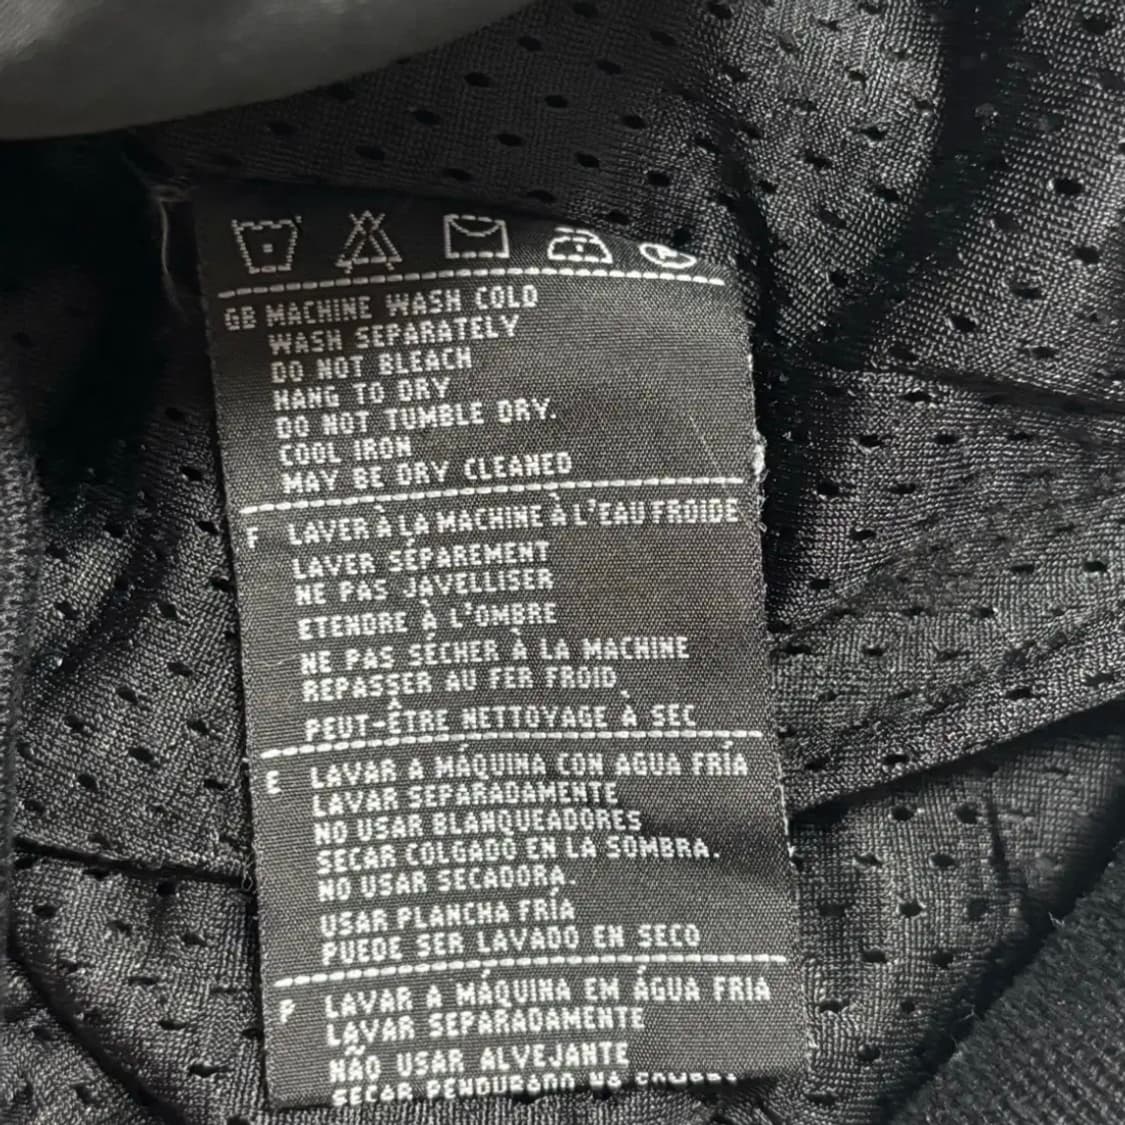 GB MACHINE WASH COLD
WASH SEPARATELY
DO NOT BLEACH
HANG TO DRY
DO NOT TUMBLE DRY.
COOL IRON
MAY BE DRY CLEANED
F LAVER À LA MACHINE À L'EAU FROIDE
LAVER SÉPAREMENT
NE PAS JAVELLISER
ETENDRE À L'OMBRE
NE PAS SÉCHER À LA MACHINE
REPASSER AU FER FROID
PEUT-ÊTRE NETTOYAGE À SEC
E LAVAR A MÁQUINA CON AGUA FRÍA
LAVAR SEPARADAMENTE
NO USAR BLANQUEADORES
SECAR COLGADO EN LA SOMBRA.
NO USAR SECADORA.
USAR PLANCHA FRÍA
PUEDE SER LAVADO EN SECO
P LAVAR A MÁQUINA EM ÁGUA FRIA
LAVAR SEPARADAMENTE
NÃO USAR ALVEJANTE
SECAR PENDURADO NA SOMBRA.